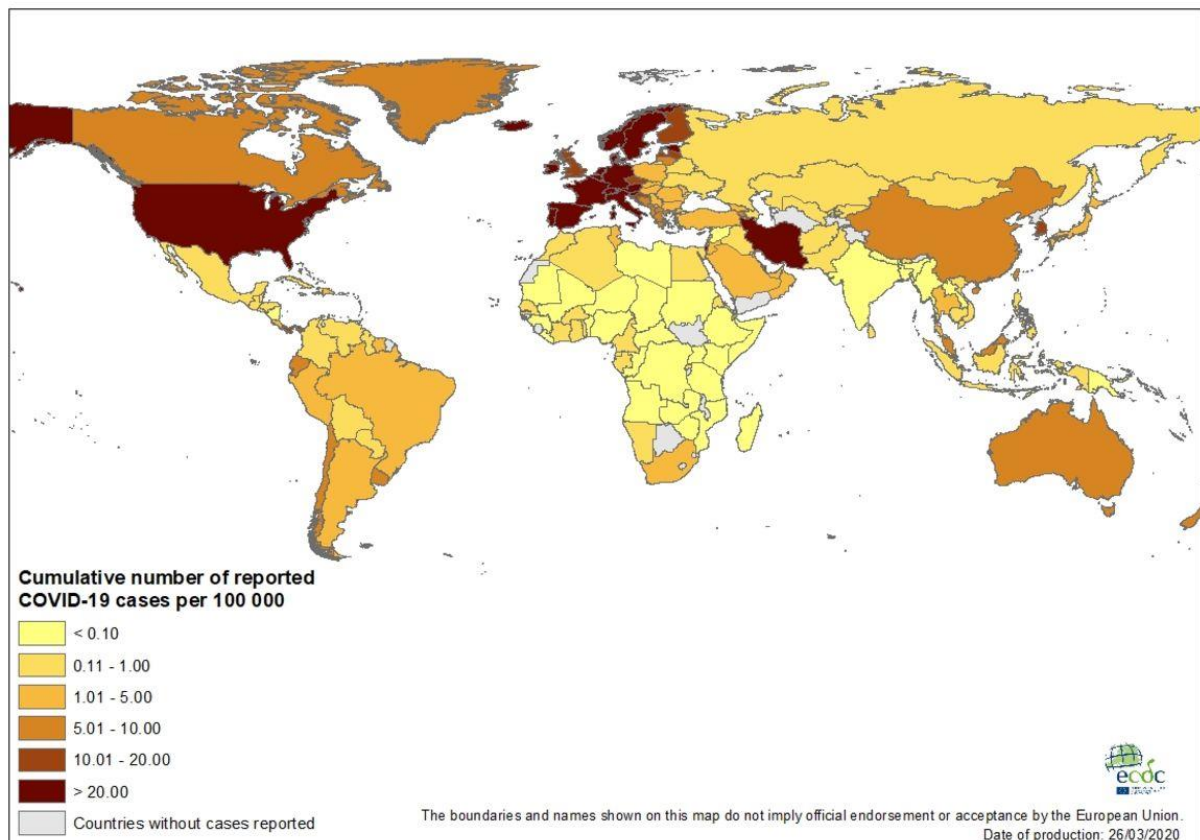 Cumulative number of reported
COVID-19 cases per 100 000
< 0.10
0.11 - 1.00
1.01 - 5.00
5.01 - 10.00
10.01 - 20.00
> 20.00
Countries without cases reported
ecdc
The boundaries and names shown on this map do not imply official endorsement or acceptance by the European Union.
Date of production: 26/03/2020